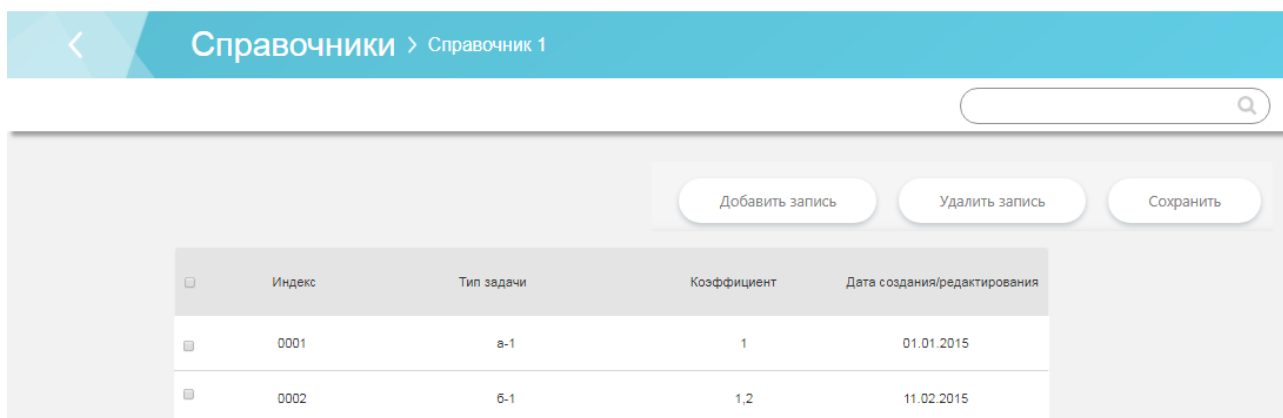 Справочники > Справочник 1
Добавить запись Удалить запись Сохранить
Индекс Тип задачи Коэффициент Дата создания/редактирования
0001 а-1 1 01.01.2015
0002 б-1 1,2 11.02.2015